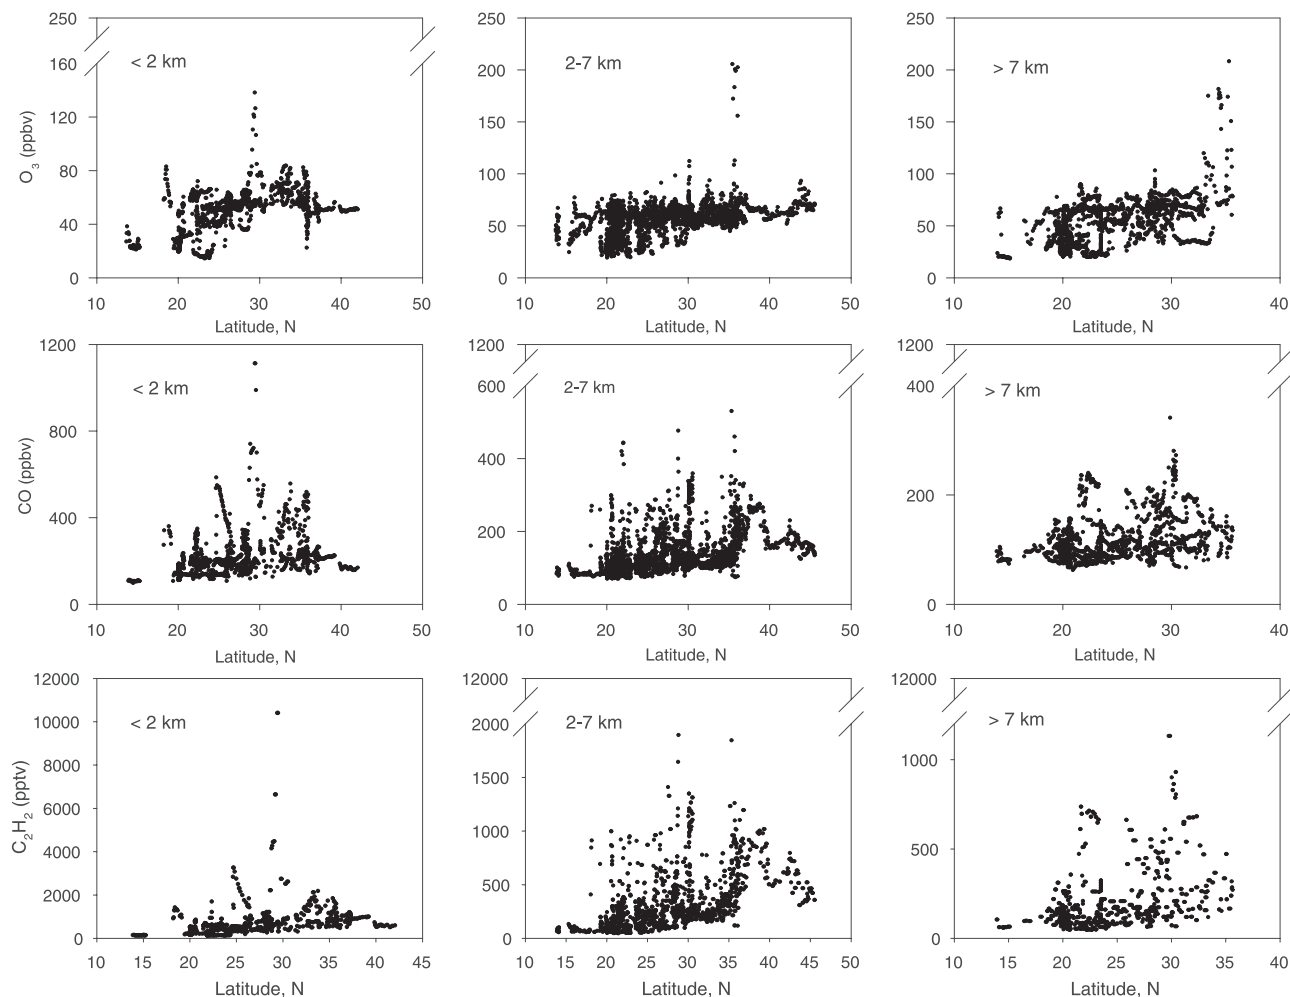 250
160
120
80
40
0
O3 (ppbv)
< 2 km
10 20 30 40 50
Latitude, N
250
200
150
100
50
0
2-7 km
10 20 30 40 50
Latitude, N
250
200
150
100
50
0
> 7 km
10 20 30 40
Latitude, N
1200
800
400
0
CO (ppbv)
< 2 km
10 20 30 40 50
Latitude, N
1200
600
400
200
0
2-7 km
10 20 30 40 50
Latitude, N
1200
400
200
0
> 7 km
10 20 30 40
Latitude, N
12000
10000
8000
6000
4000
2000
0
C2H2 (pptv)
< 2 km
10 15 20 25 30 35 40 45
Latitude, N
12000
2000
1500
1000
500
0
2-7 km
10 15 20 25 30 35 40 45 50
Latitude, N
12000
1000
500
0
> 7 km
10 15 20 25 30 35 40
Latitude, N